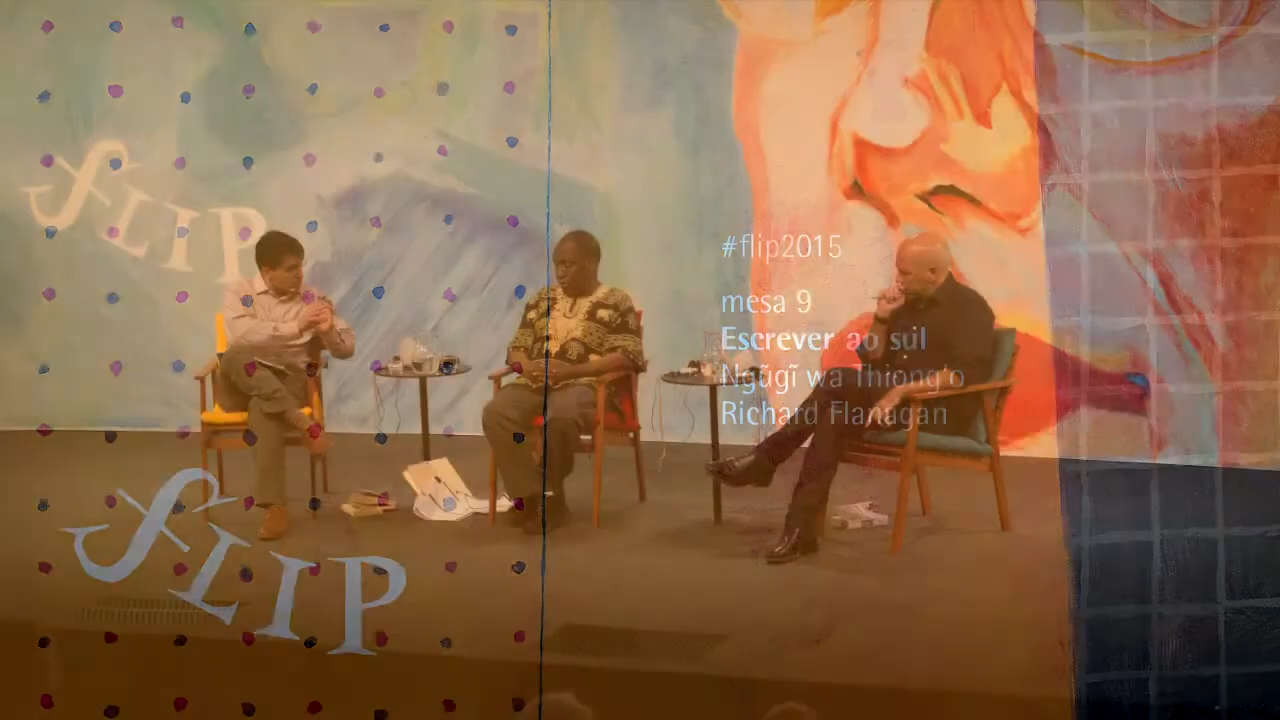 FLIP
#flip2015
mesa 9
Escrever ao sul
Ngũgĩ wa Thiong'o
Richard Flanagan
FLIP